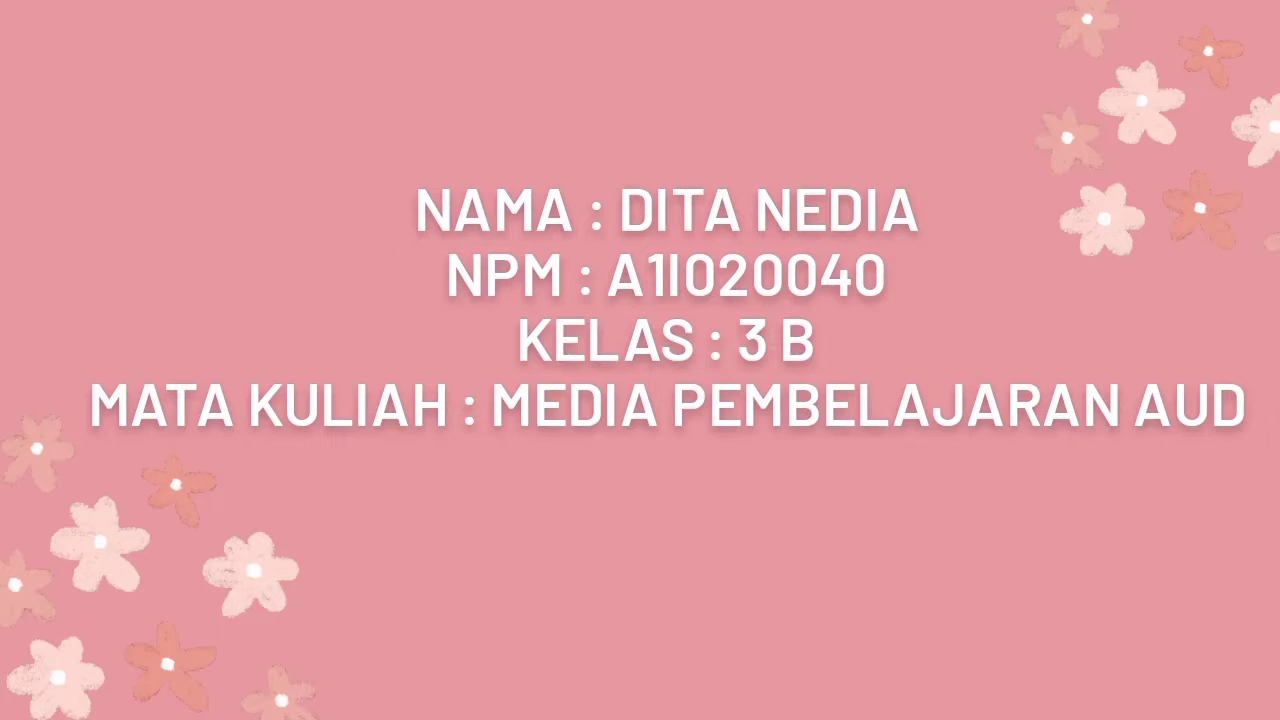 NAMA : DITA NEDIA
NPM : A1I020040
KELAS : 3 B
MATA KULIAH : MEDIA PEMBELAJARAN AUD